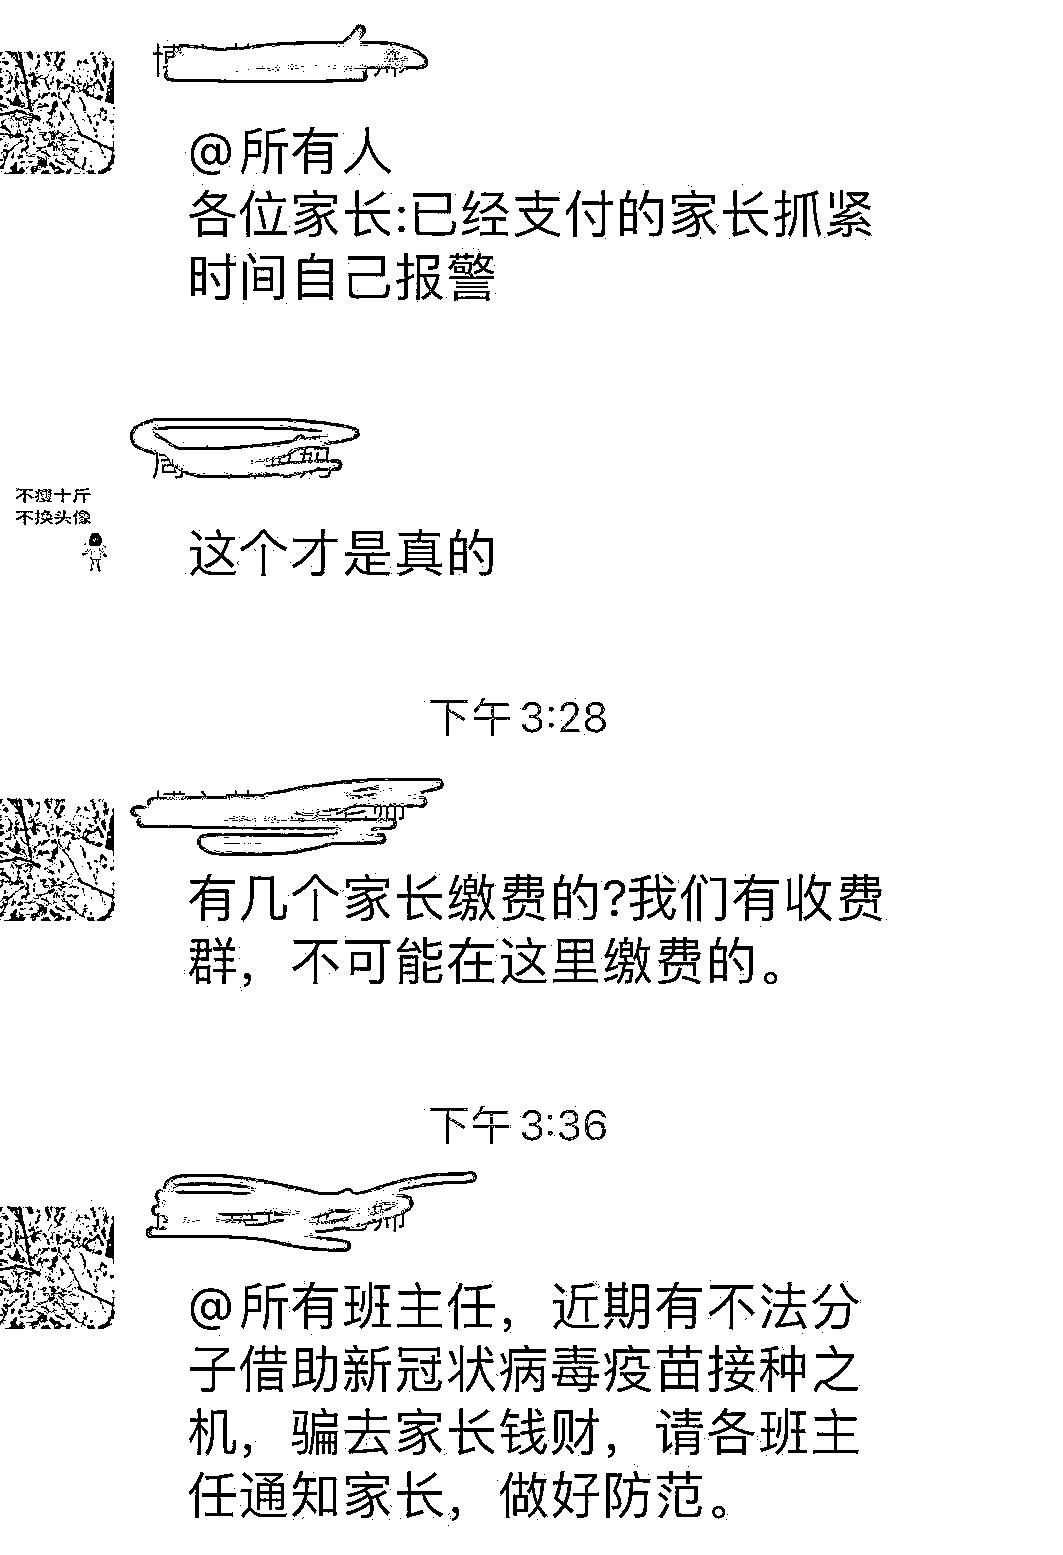 @所有人
各位家长:已经支付的家长抓紧
时间自己报警
不瘦十斤
不换头像
这个才是真的
下午 3:28
有几个家长缴费的?我们有收费
群，不可能在这里缴费的。
下午 3:36
@所有班主任，近期有不法分
子借助新冠状病毒疫苗接种之
机，骗去家长钱财，请各班主
任通知家长，做好防范。